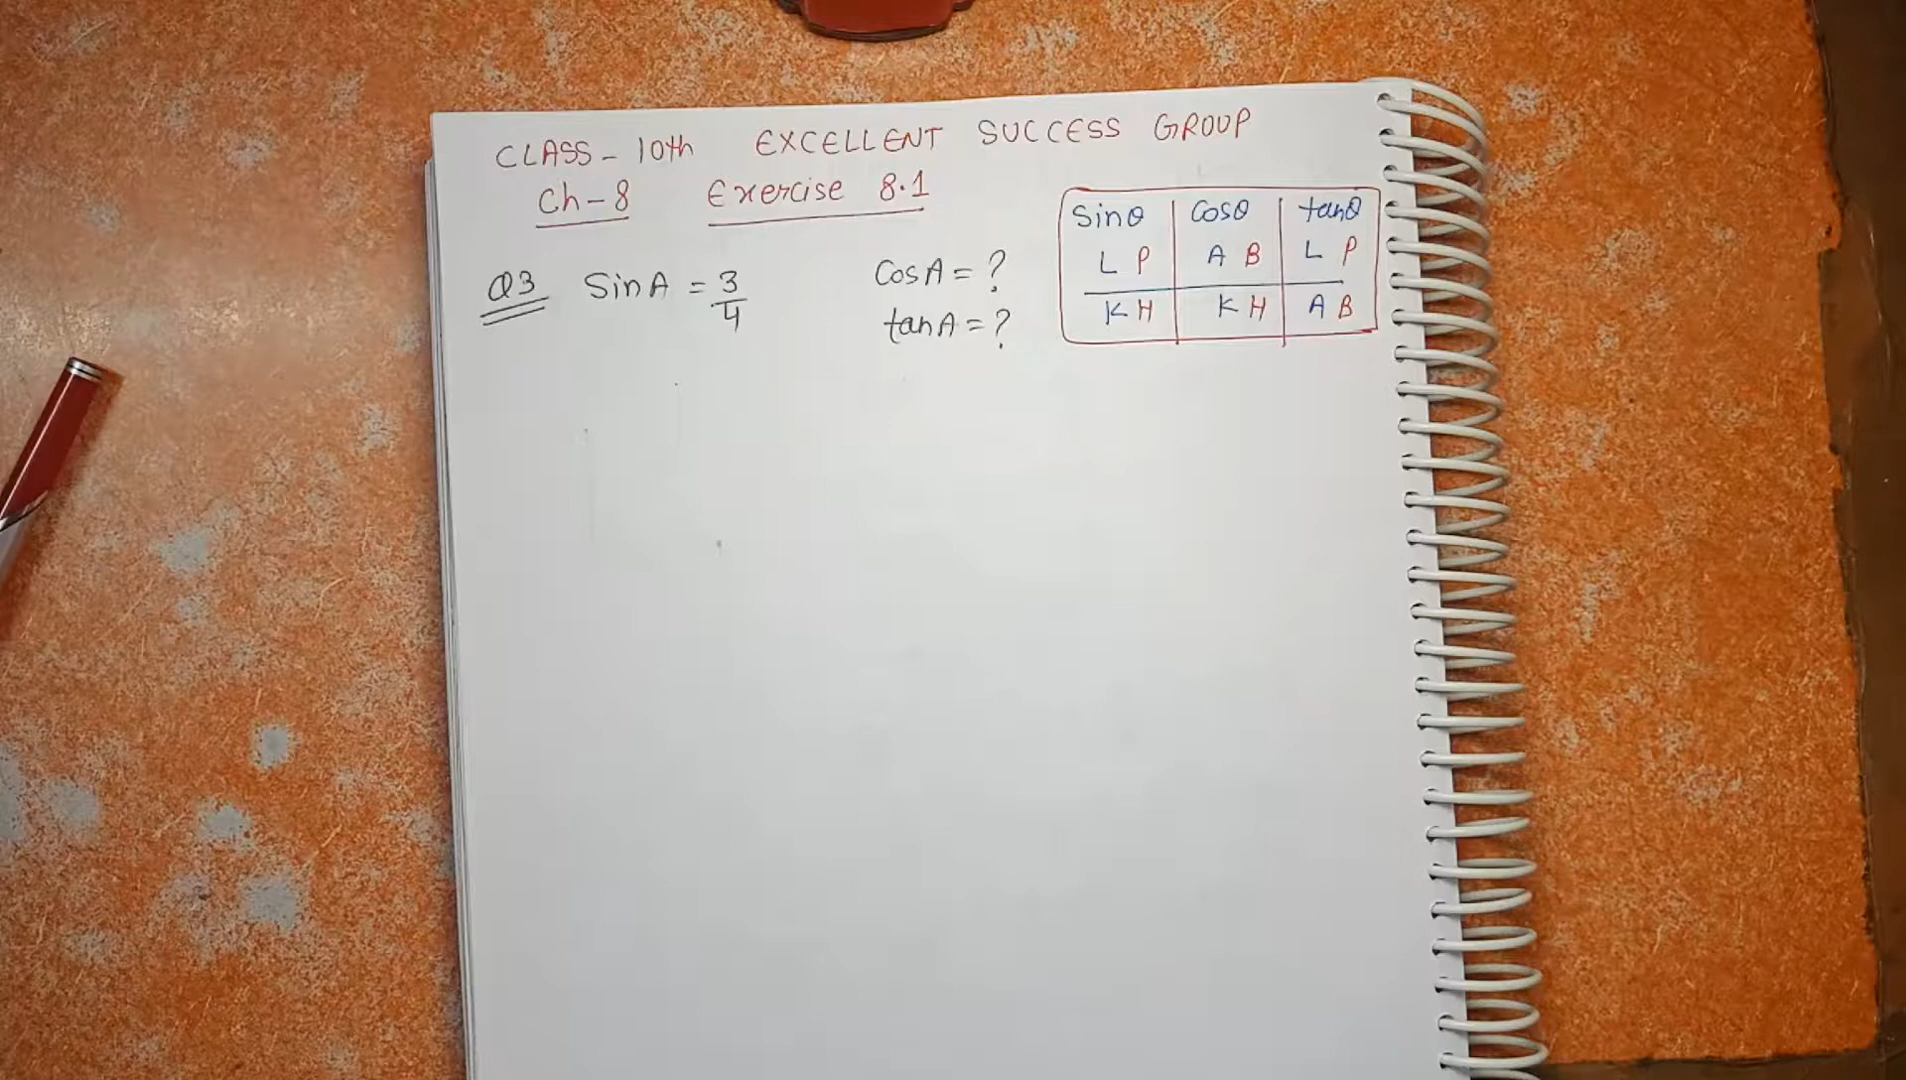 CLASS - 10th EXCELLENT SUCCESS GROUP
Ch-8 Exercise 8.1
Q3 SinA = 3/4
CosA = ?
tanA = ?
Sinθ Cosθ tanθ
L P A B L P
K H K H A B